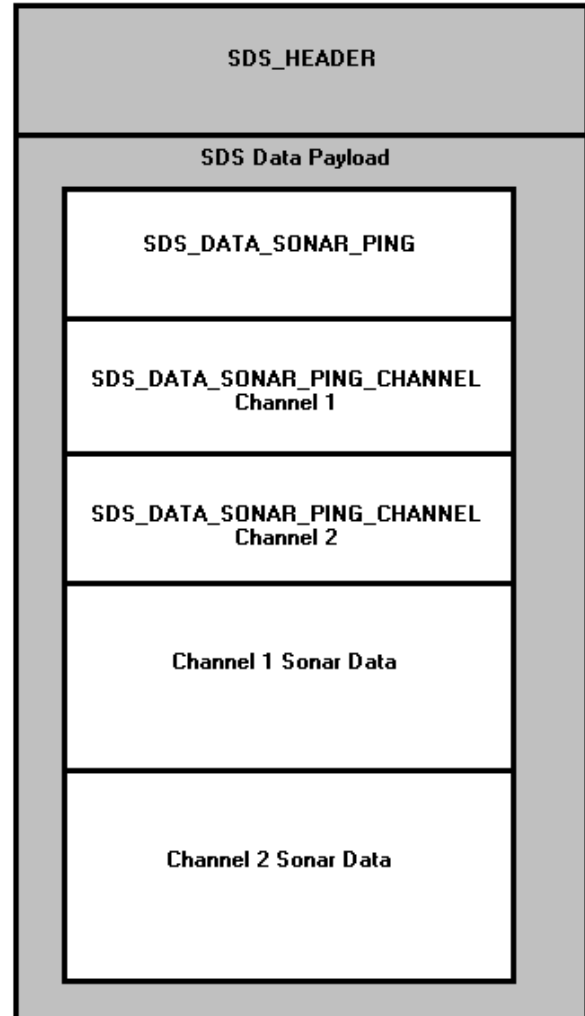 SDS_HEADER
SDS Data Payload
SDS_DATA_SONAR_PING
SDS_DATA_SONAR_PING_CHANNEL
Channel 1
SDS_DATA_SONAR_PING_CHANNEL
Channel 2
Channel 1 Sonar Data
Channel 2 Sonar Data